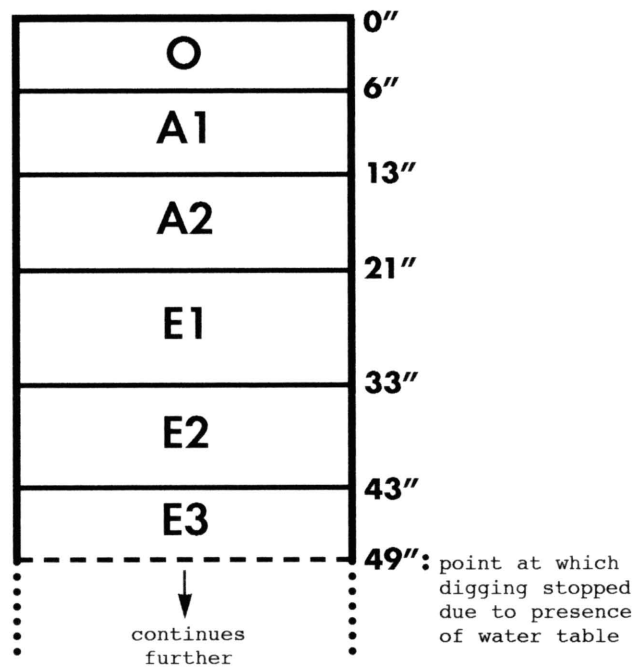 0″
O
6″
A1
13″
A2
21″
E1
33″
E2
43″
E3
49″: point at which
digging stopped
due to presence
of water table
continues
further